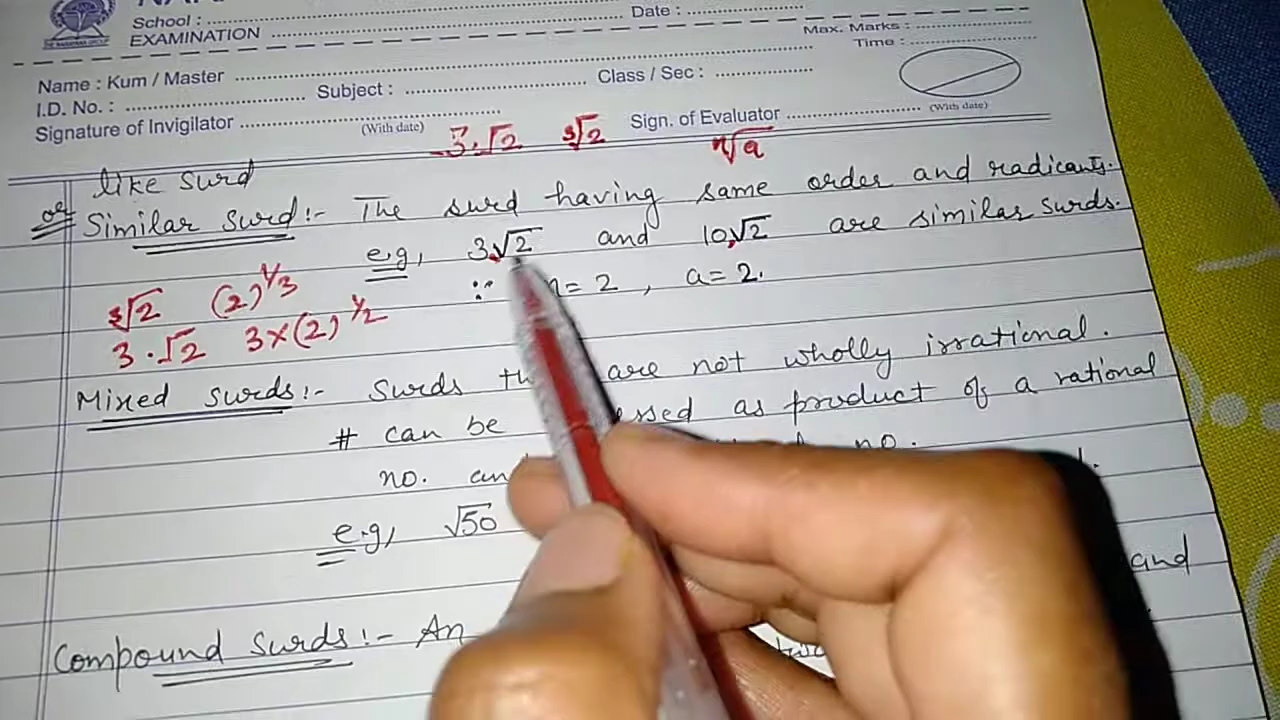 School : ........ Date : ........
EXAMINATION ........ Max. Marks : ........
Time : ........
Name : Kum / Master ........
I.D. No. : ........ Subject : ........ Class / Sec : ........
Signature of Invigilator ........ (With date) Sign. of Evaluator ........ (With date)
3.√2 ³√2 ⁿ√a
like surd
or Similar Surd :- The surd having same order and radicants.
e.g, 3√2 and 10√2 are similar surds.
∵ n = 2 , a = 2.
³√2 (2)^1/3
3 . √2 3×(2)^1/2
Mixed surds :- Surds are not wholly irrational.
# can be as product of a rational
no. no.
e.g, √50
and
Compound Surds :- An